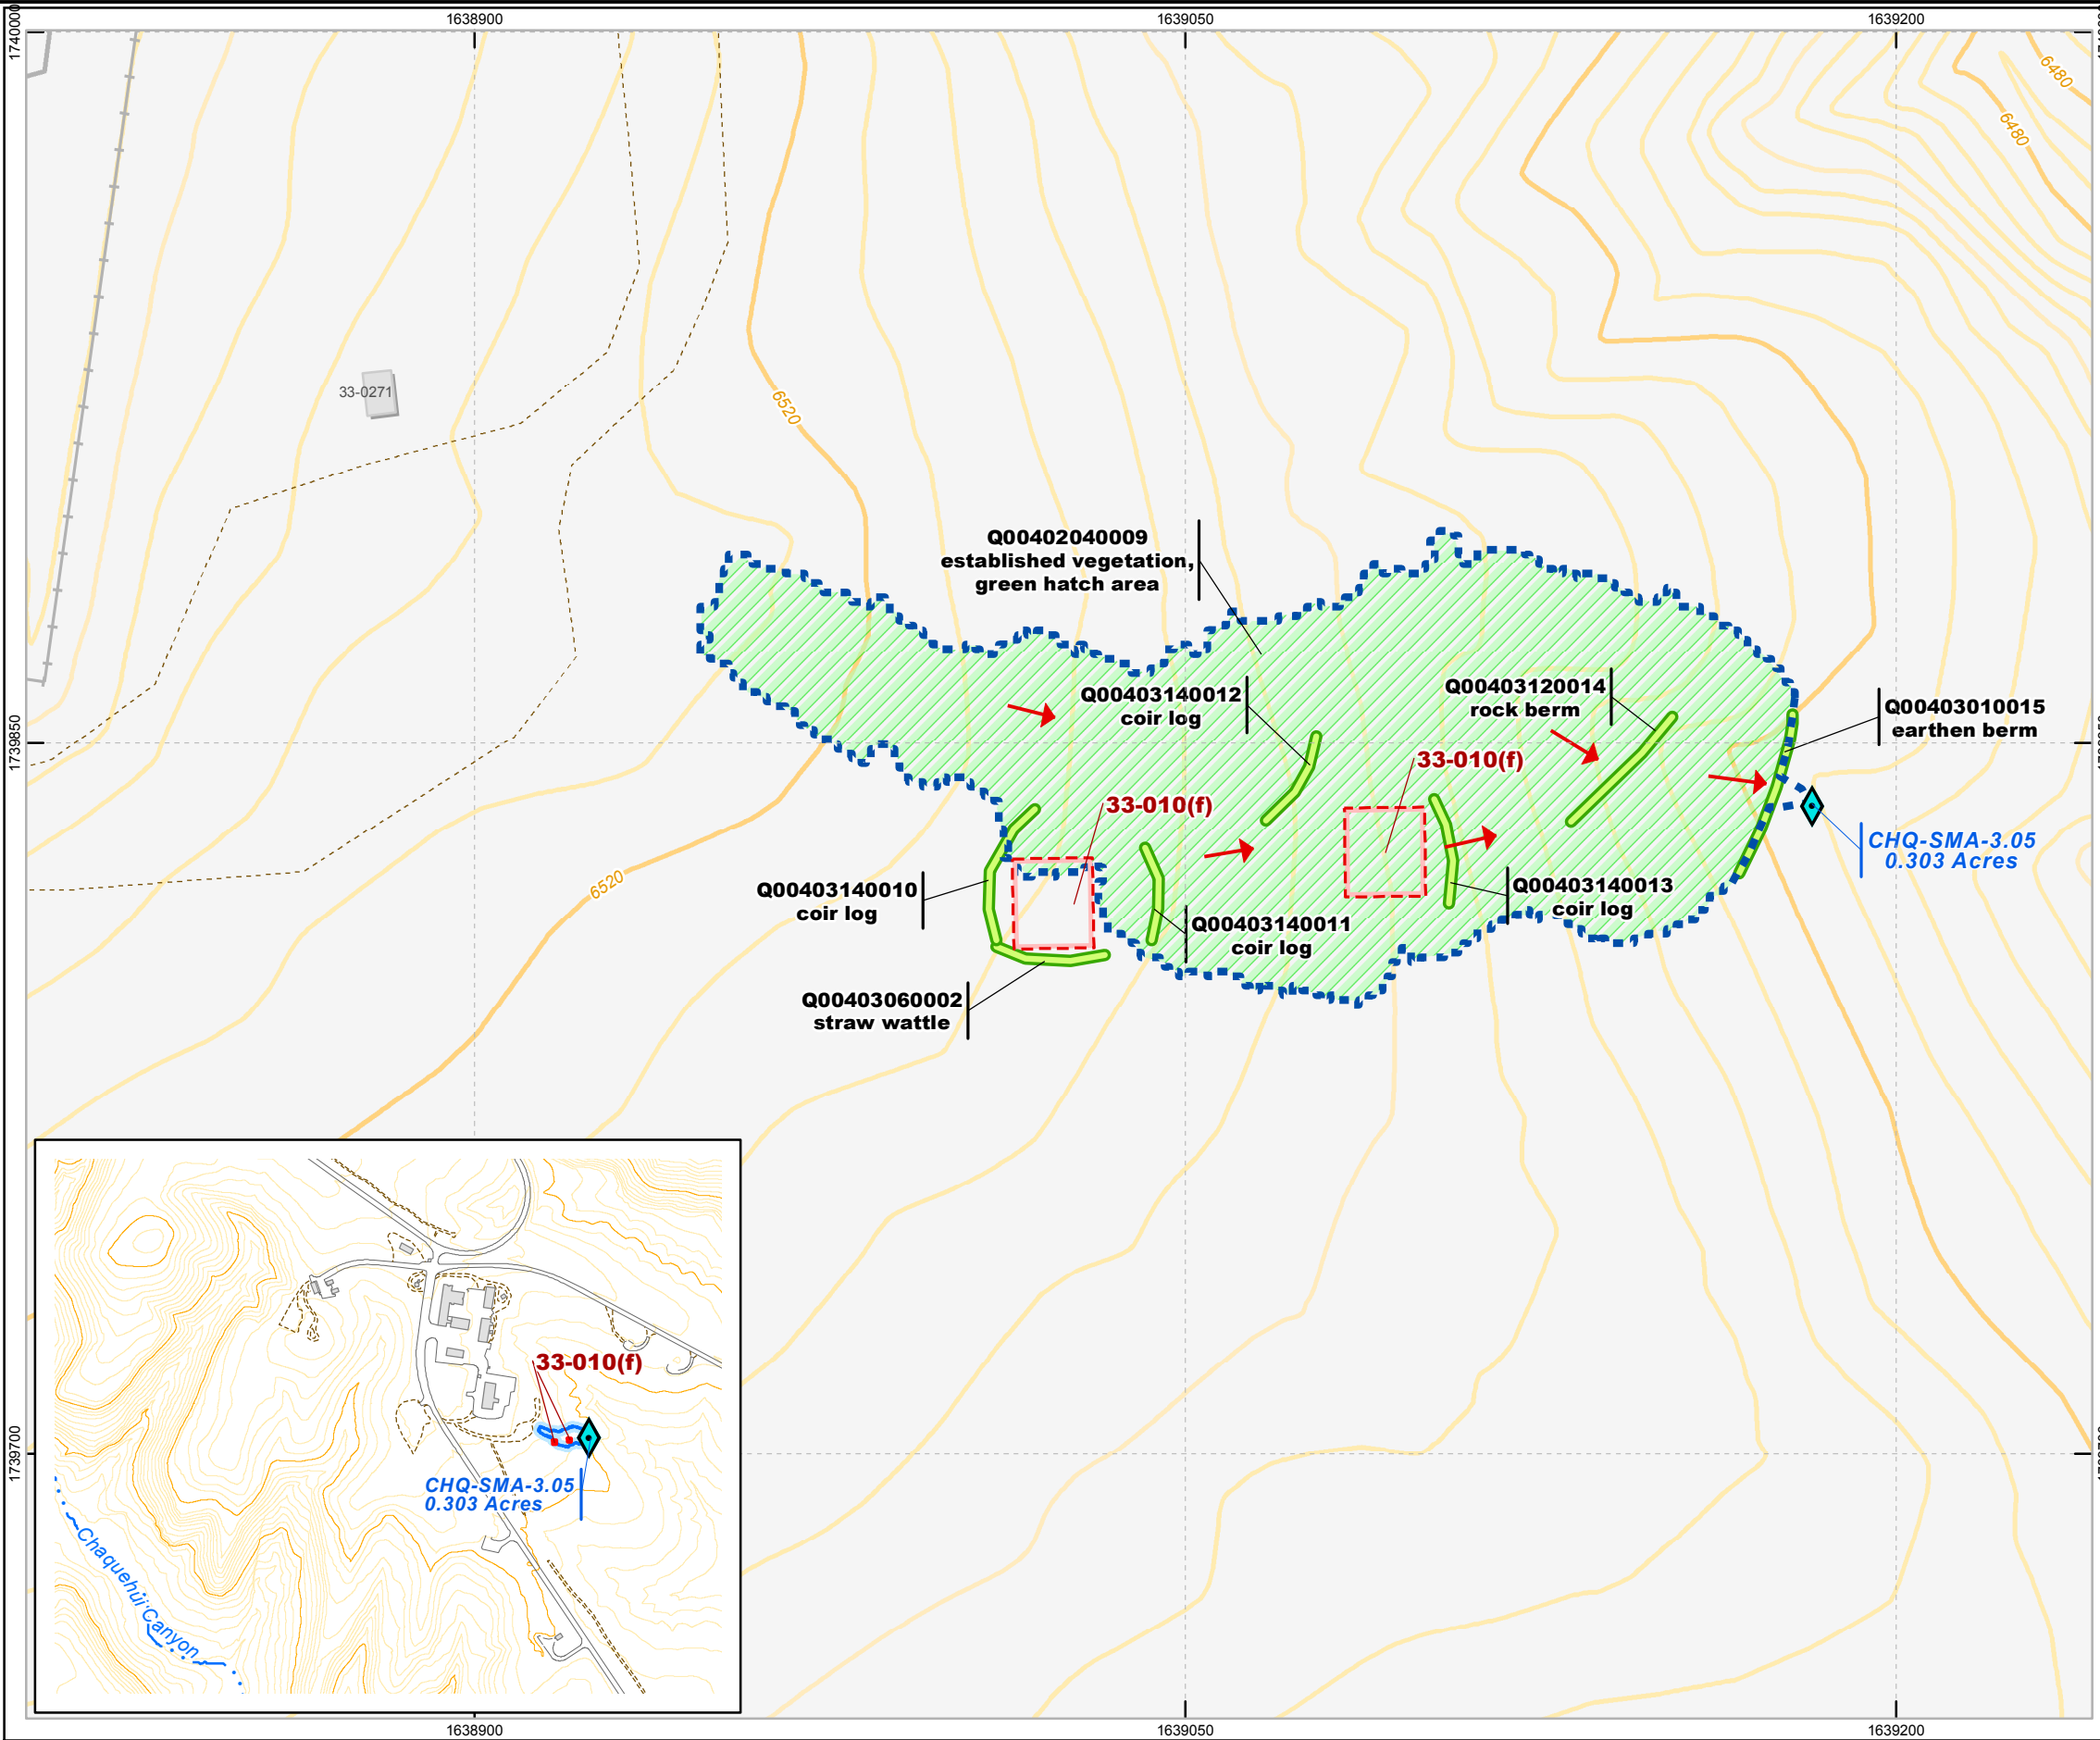 1638900
1639050
1639200
1740000
6480
6480
33-0271
6520
Q00402040009
established vegetation,
green hatch area
Q00403140012
coir log
Q00403120014
rock berm
Q00403010015
earthen berm
1739850
33-010(f)
33-010(f)
CHQ-SMA-3.05
0.303 Acres
6520
Q00403140010
coir log
Q00403140013
coir log
Q00403140011
coir log
Q00403060002
straw wattle
33-010(f)
1739700
CHQ-SMA-3.05
0.303 Acres
Chaquehui Canyon
1638900
1639050
1639200